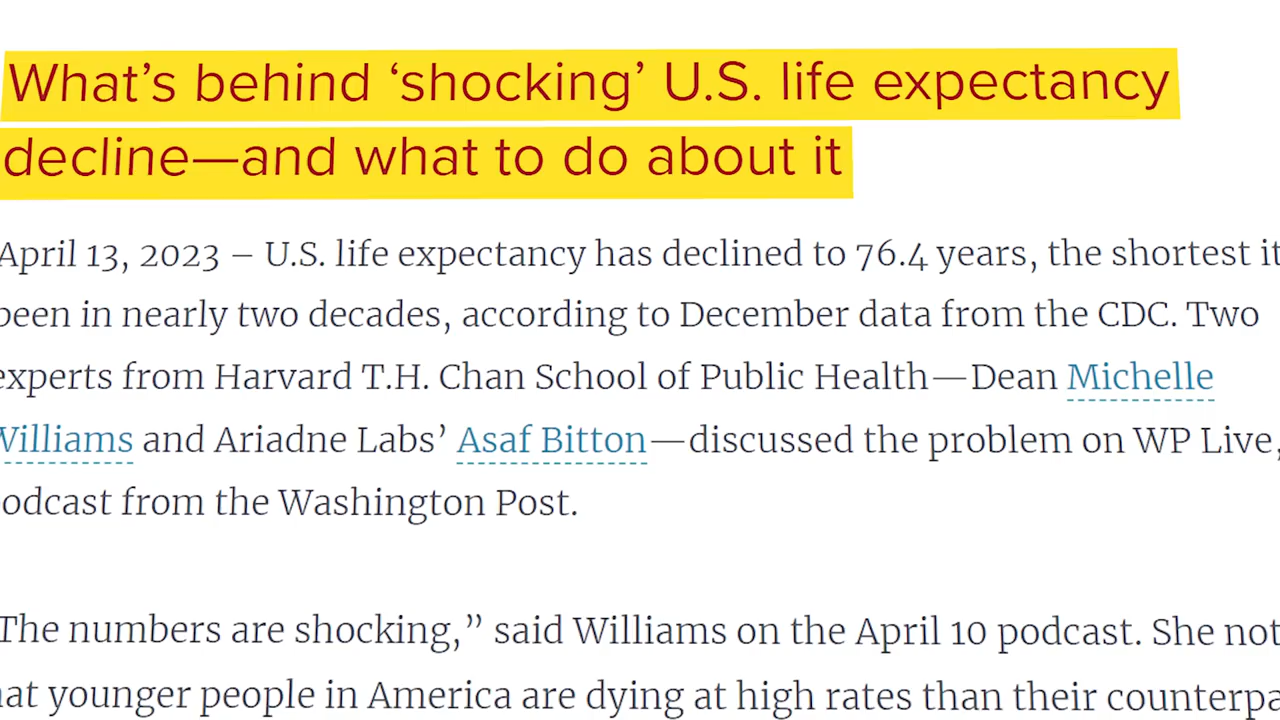 What’s behind ‘shocking’ U.S. life expectancy
decline—and what to do about it
April 13, 2023 – U.S. life expectancy has declined to 76.4 years, the shortest it
been in nearly two decades, according to December data from the CDC. Two
experts from Harvard T.H. Chan School of Public Health—Dean Michelle
Williams and Ariadne Labs’ Asaf Bitton—discussed the problem on WP Live,
podcast from the Washington Post.
The numbers are shocking,” said Williams on the April 10 podcast. She not
hat younger people in America are dying at high rates than their counterpa